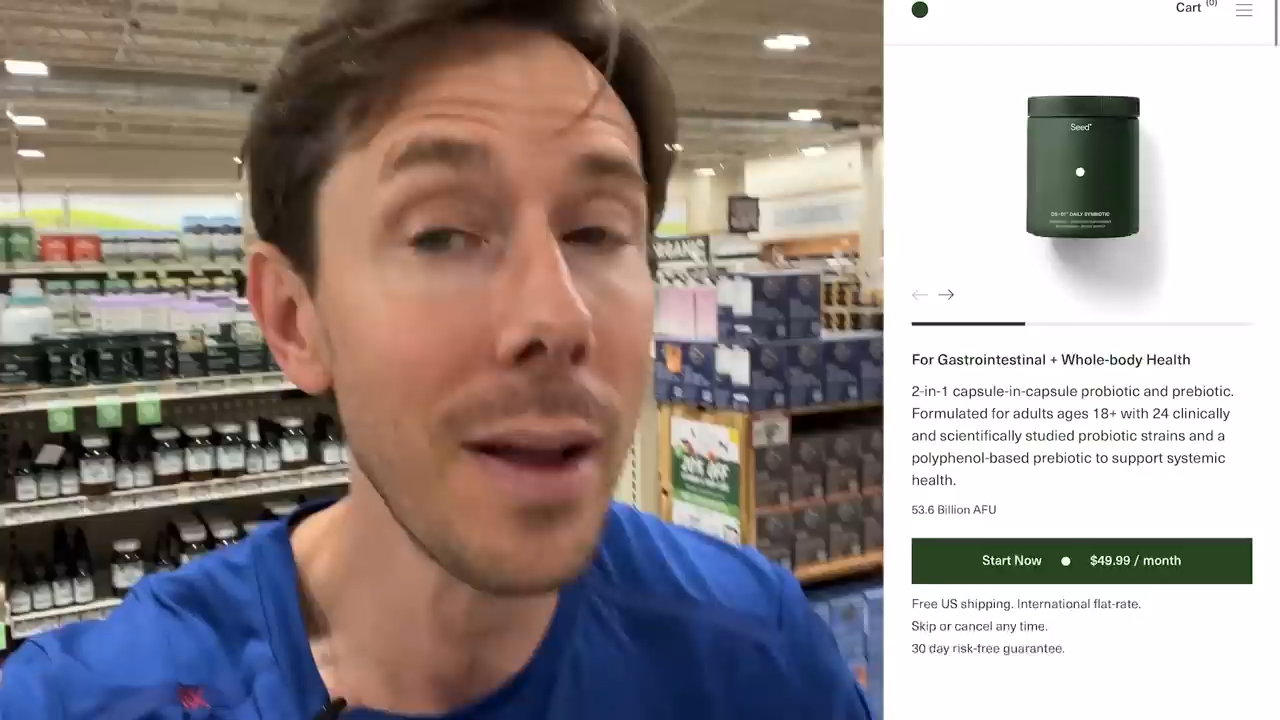 Cart (0)
Seed
DS-01™ DAILY SYNBIOTIC
For Gastrointestinal + Whole-body Health
2-in-1 capsule-in-capsule probiotic and prebiotic.
Formulated for adults ages 18+ with 24 clinically
and scientifically studied probiotic strains and a
polyphenol-based prebiotic to support systemic
health.
53.6 Billion AFU
Start Now
$49.99 / month
Free US shipping. International flat-rate.
Skip or cancel any time.
30 day risk-free guarantee.
20% OFF